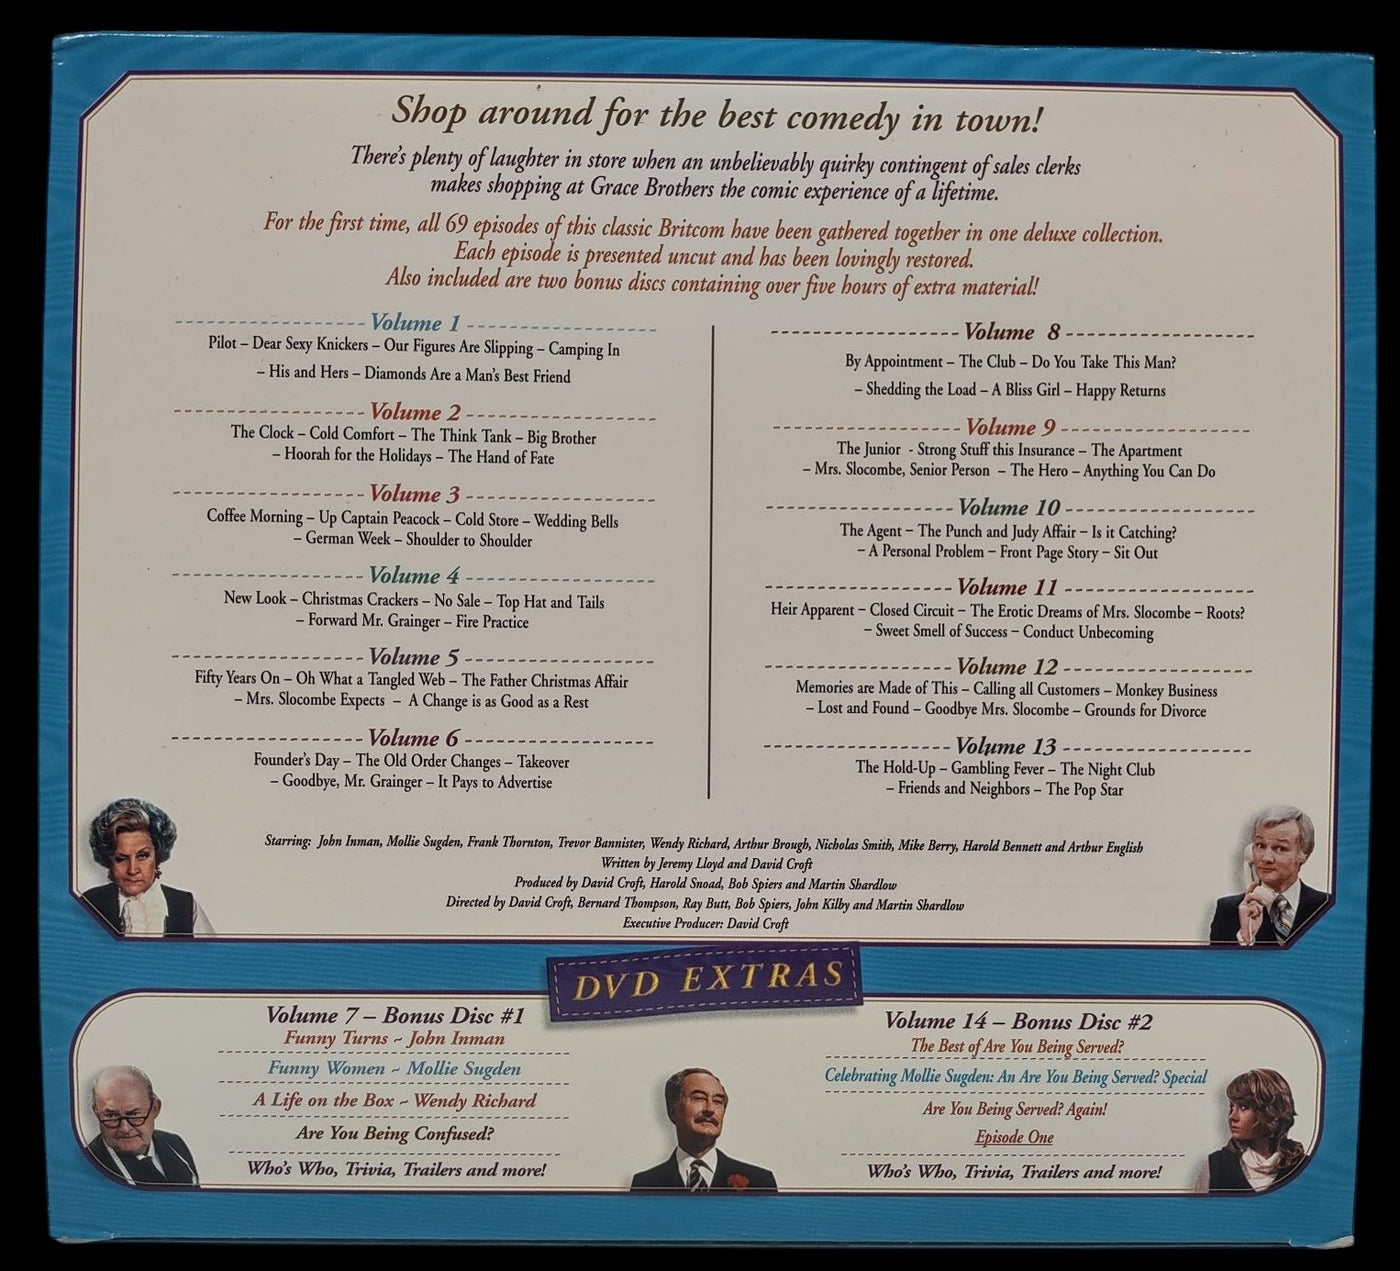 Shop around for the best comedy in town!
There's plenty of laughter in store when an unbelievably quirky contingent of sales clerks
makes shopping at Grace Brothers the comic experience of a lifetime.
For the first time, all 69 episodes of this classic Britcom have been gathered together in one deluxe collection.
Each episode is presented uncut and has been lovingly restored.
Also included are two bonus discs containing over five hours of extra material!
Volume 1
Pilot – Dear Sexy Knickers – Our Figures Are Slipping – Camping In
– His and Hers – Diamonds Are a Man's Best Friend
Volume 2
The Clock – Cold Comfort – The Think Tank – Big Brother
– Hoorah for the Holidays – The Hand of Fate
Volume 3
Coffee Morning – Up Captain Peacock – Cold Store – Wedding Bells
– German Week – Shoulder to Shoulder
Volume 4
New Look – Christmas Crackers – No Sale – Top Hat and Tails
– Forward Mr. Grainger – Fire Practice
Volume 5
Fifty Years On – Oh What a Tangled Web – The Father Christmas Affair
– Mrs. Slocombe Expects – A Change is as Good as a Rest
Volume 6
Founder's Day – The Old Order Changes – Takeover
– Goodbye, Mr. Grainger – It Pays to Advertise
Volume 8
By Appointment – The Club – Do You Take This Man?
– Shedding the Load – A Bliss Girl – Happy Returns
Volume 9
The Junior - Strong Stuff this Insurance – The Apartment
– Mrs. Slocombe, Senior Person – The Hero – Anything You Can Do
Volume 10
The Agent – The Punch and Judy Affair – Is it Catching?
– A Personal Problem – Front Page Story – Sit Out
Volume 11
Heir Apparent – Closed Circuit – The Erotic Dreams of Mrs. Slocombe – Roots?
– Sweet Smell of Success – Conduct Unbecoming
Volume 12
Memories are Made of This – Calling all Customers – Monkey Business
– Lost and Found – Goodbye Mrs. Slocombe – Grounds for Divorce
Volume 13
The Hold-Up – Gambling Fever – The Night Club
– Friends and Neighbors – The Pop Star
Starring: John Inman, Mollie Sugden, Frank Thornton, Trevor Bannister, Wendy Richard, Arthur Brough, Nicholas Smith, Mike Berry, Harold Bennett and Arthur English
Written by Jeremy Lloyd and David Croft
Produced by David Croft, Harold Snoad, Bob Spiers and Martin Shardlow
Directed by David Croft, Bernard Thompson, Ray Butt, Bob Spiers, John Kilby and Martin Shardlow
Executive Producer: David Croft
DVD EXTRAS
Volume 7 – Bonus Disc #1
Funny Turns ~ John Inman
Funny Women ~ Mollie Sugden
A Life on the Box ~ Wendy Richard
Are You Being Confused?
Who's Who, Trivia, Trailers and more!
Volume 14 – Bonus Disc #2
The Best of Are You Being Served?
Celebrating Mollie Sugden: An Are You Being Served? Special
Are You Being Served? Again!
Episode One
Who's Who, Trivia, Trailers and more!